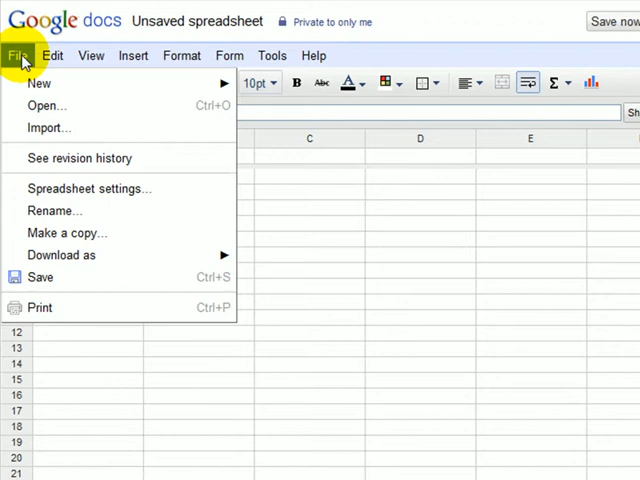 Google docs Unsaved spreadsheet Private to only me Save now
File Edit View Insert Format Form Tools Help
New
10pt B Abc A Σ
Open... Ctrl+O
Import...
Sh
C D E
See revision history
Spreadsheet settings...
Rename...
Make a copy...
Download as
Save Ctrl+S
Print Ctrl+P
12
13
14
15
16
17
18
19
20
21